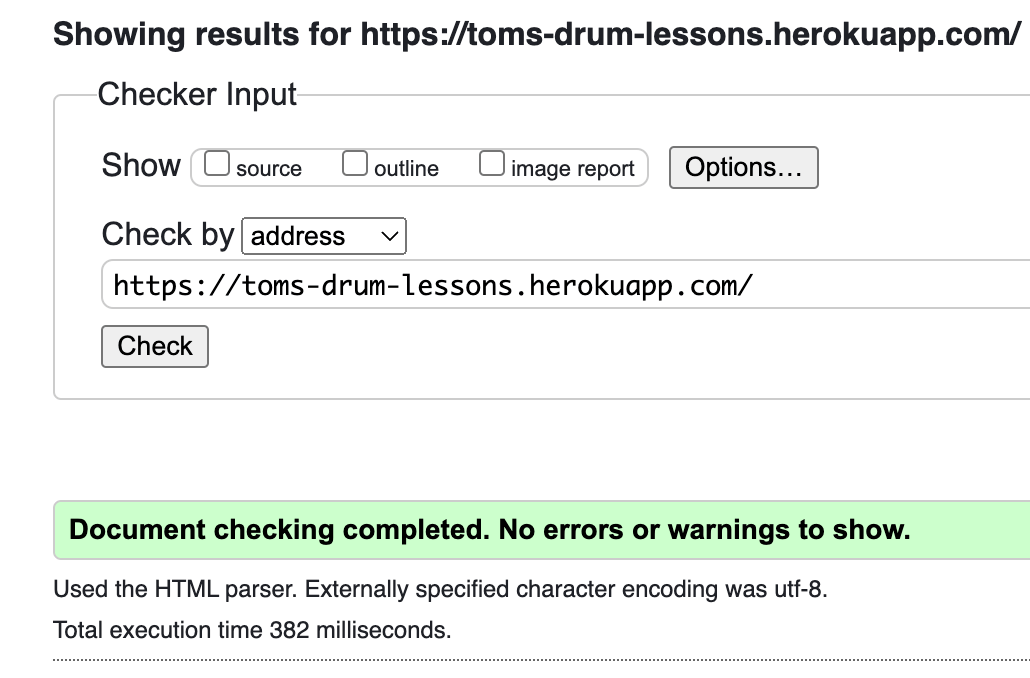 Showing results for https://toms-drum-lessons.herokuapp.com/
Checker Input
Show source outline image report Options...
Check by address
https://toms-drum-lessons.herokuapp.com/
Check
Document checking completed. No errors or warnings to show.
Used the HTML parser. Externally specified character encoding was utf-8.
Total execution time 382 milliseconds.